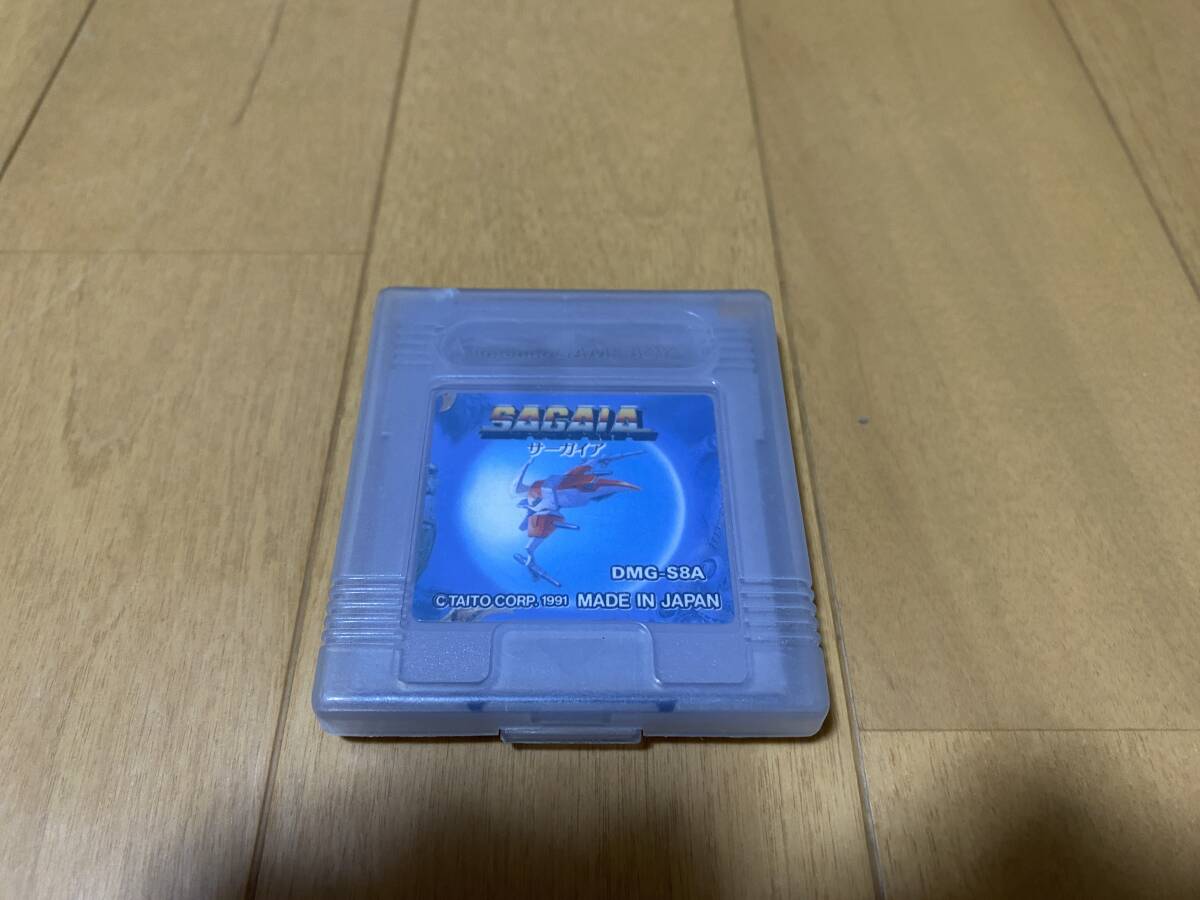 SAGAIA
サーガイア
DMG-S8A
©TAITO CORP. 1991 MADE IN JAPAN